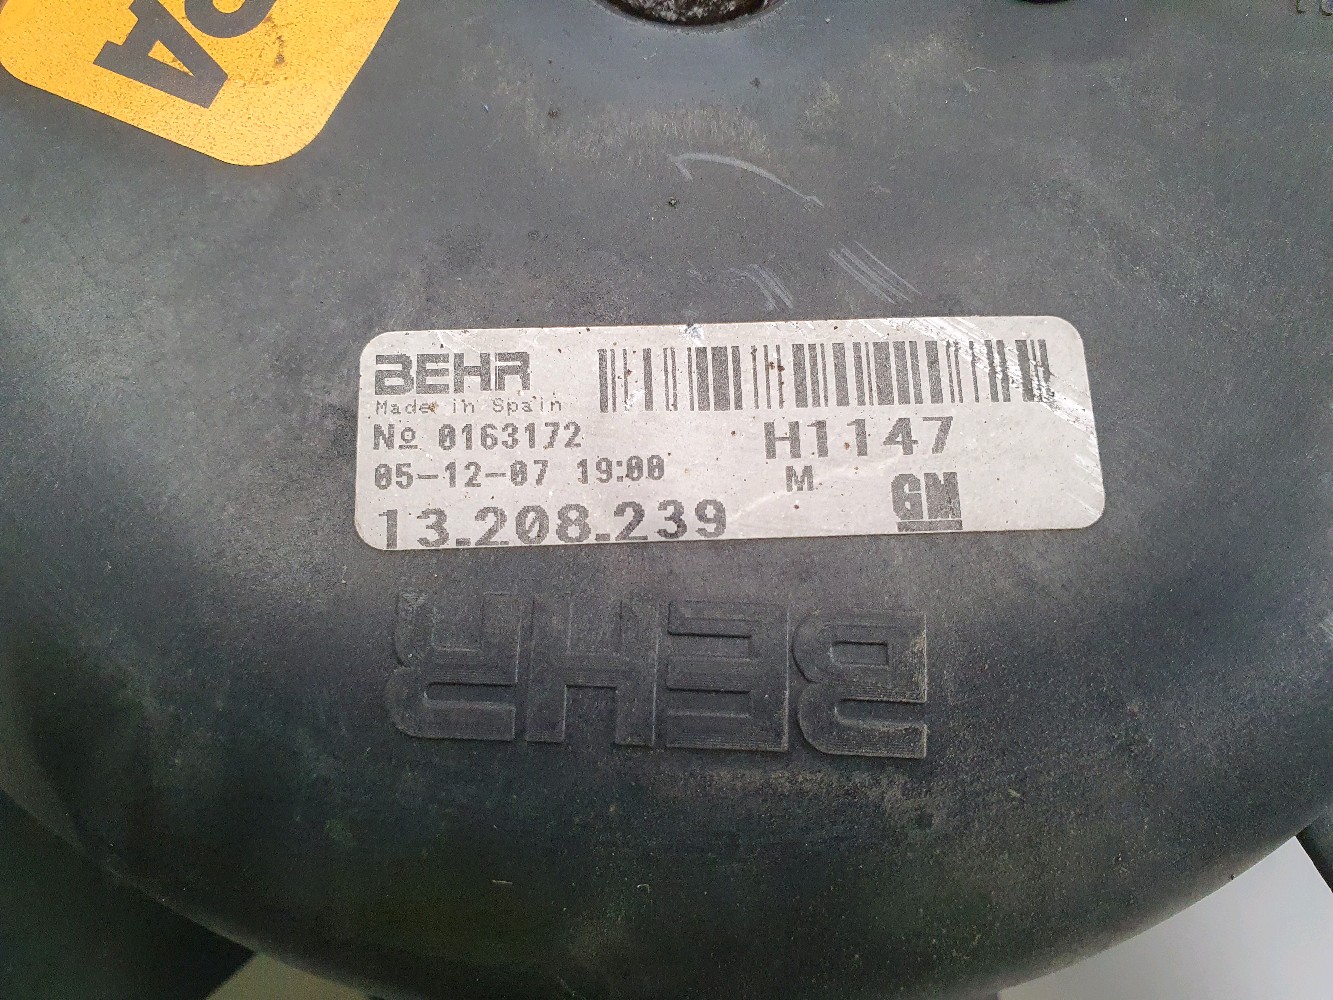 BEHR
Made in Spain
Nº 0163172
05-12-07 19:00
13.208.239
H1147
M GM
BEHR